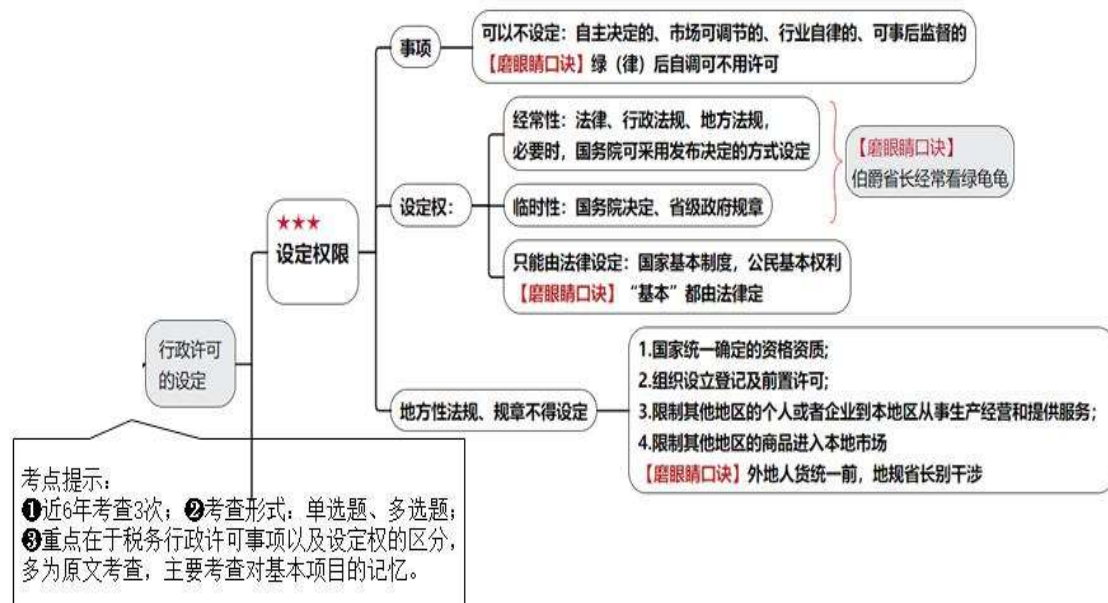 事项
可以不设定：自主决定的、市场可调节的、行业自律的、可事后监督的
【磨眼睛口诀】绿（律）后自调可不用许可
经常性：法律、行政法规、地方法规，
必要时，国务院可采用发布决定的方式设定
【磨眼睛口诀】
伯爵省长经常看绿龟龟
设定权：
临时性：国务院决定、省级政府规章
★★★
设定权限
只能由法律设定：国家基本制度，公民基本权利
【磨眼睛口诀】“基本”都由法律定
行政许可
的设定
地方性法规、规章不得设定
1.国家统一确定的资格资质；
2.组织设立登记及前置许可；
3.限制其他地区的个人或者企业到本地区从事生产经营和提供服务；
4.限制其他地区的商品进入本地市场
【磨眼睛口诀】外地人货统一前，地规省长别干涉
考点提示：
❶近6年考查3次；❷考查形式：单选题、多选题；
❸重点在于税务行政许可事项以及设定权的区分，
多为原文考查，主要考查对基本项目的记忆。